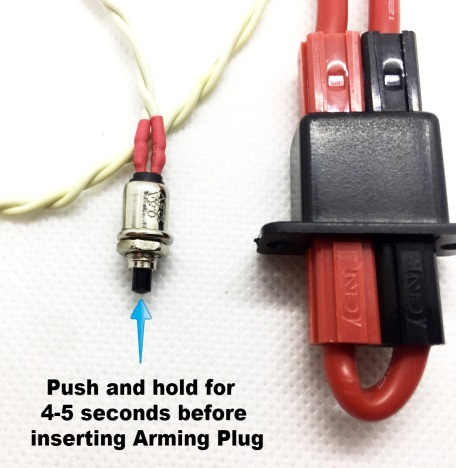 Push and hold for
4-5 seconds before
inserting Arming Plug